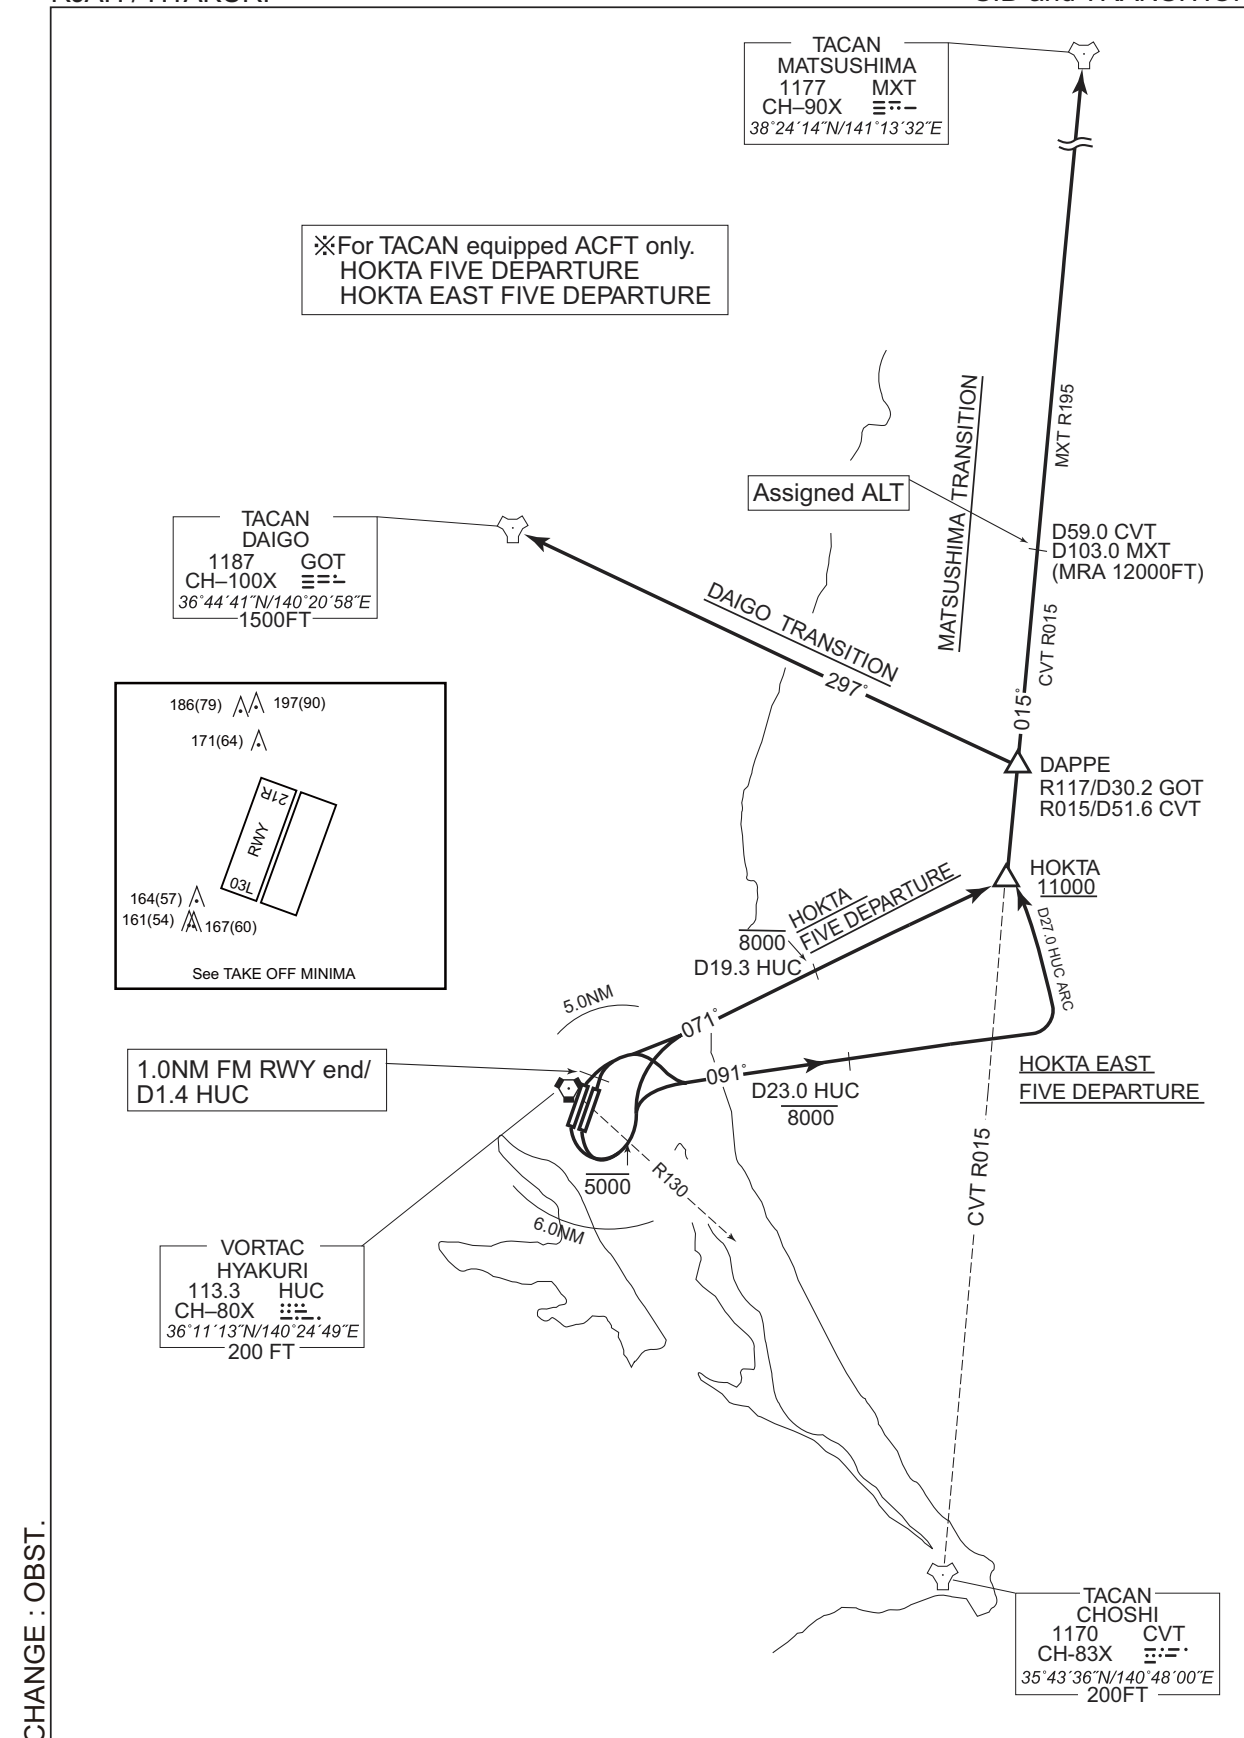 TACAN
MATSUSHIMA
1177 MXT
CH–90X
38°24´14˝N/141°13´32˝E
※For TACAN equipped ACFT only.
HOKTA FIVE DEPARTURE
HOKTA EAST FIVE DEPARTURE
MATSUSHIMA TRANSITION
MXT R195
Assigned ALT
D59.0 CVT
D103.0 MXT
(MRA 12000FT)
TACAN
DAIGO
1187 GOT
CH–100X
36°44´41˝N/140°20´58˝E
1500FT
DAIGO TRANSITION
297°
CVT R015
015°
186(79) 197(90)
171(64)
21R
RWY
03L
164(57)
161(54) 167(60)
See TAKE OFF MINIMA
DAPPE
R117/D30.2 GOT
R015/D51.6 CVT
HOKTA
11000
HOKTA
FIVE DEPARTURE
8000
D19.3 HUC
D27.0 HUC ARC
5.0NM
071°
1.0NM FM RWY end/
D1.4 HUC
091°
D23.0 HUC
8000
HOKTA EAST
FIVE DEPARTURE
CVT R015
R130
5000
6.0NM
VORTAC
HYAKURI
113.3 HUC
CH–80X
36°11´13˝N/140°24´49˝E
200 FT
TACAN
CHOSHI
1170 CVT
CH-83X
35°43´36˝N/140°48´00˝E
200FT
CHANGE : OBST.